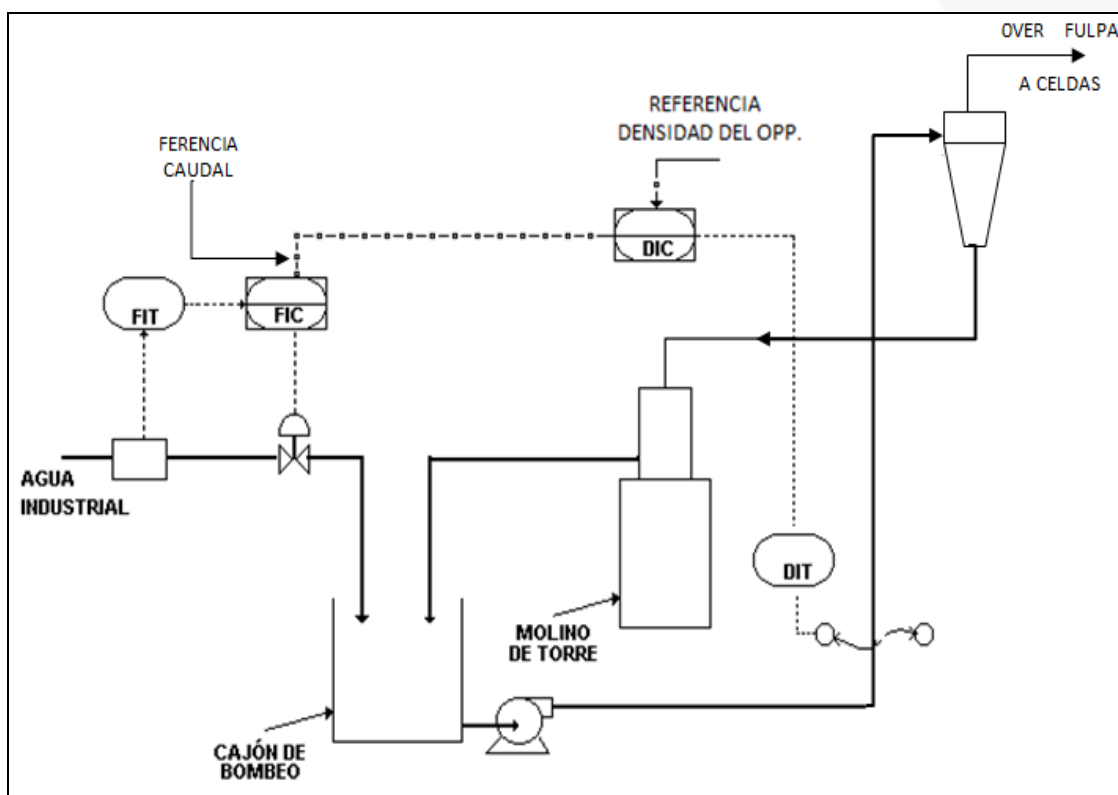 OVER FULPA
A CELDAS
REFERENCIA
DENSIDAD DEL OPP.
FERENCIA
CAUDAL
DIC
FIT
FIC
AGUA
INDUSTRIAL
DIT
MOLINO
DE TORRE
CAJÓN DE
BOMBEO